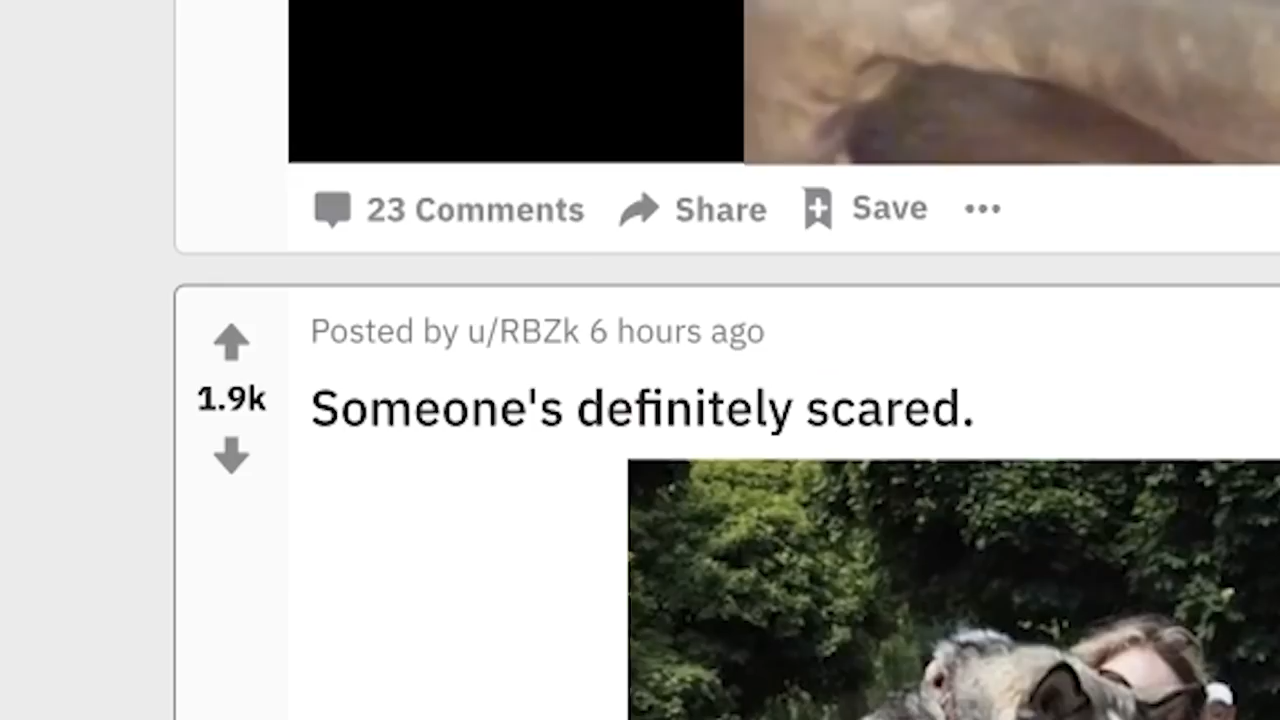 23 Comments Share Save
Posted by u/RBZk 6 hours ago
1.9k
Someone's definitely scared.